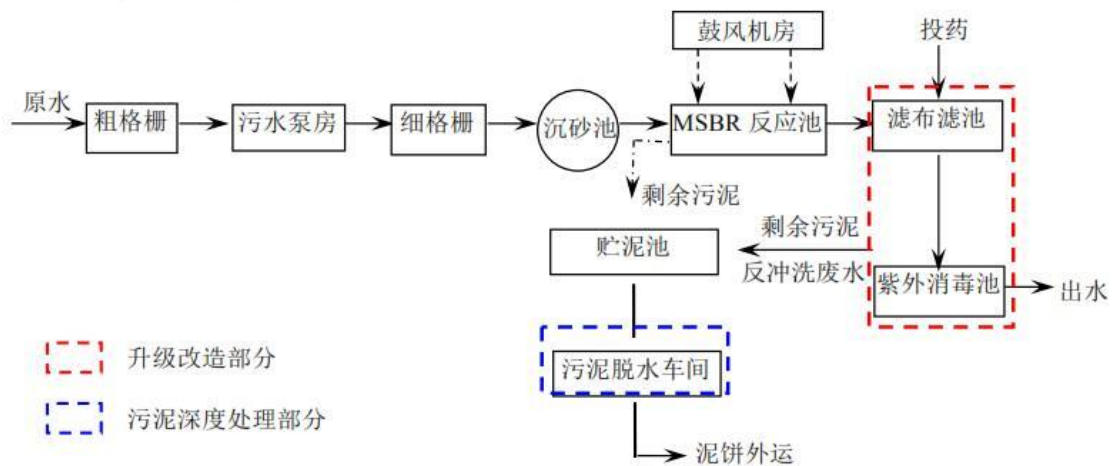 鼓风机房
投药
原水
粗格栅
污水泵房
细格栅
沉砂池
MSBR 反应池
滤布滤池
剩余污泥
剩余污泥
贮泥池
反冲洗废水
紫外消毒池
出水
升级改造部分
污泥脱水车间
污泥深度处理部分
泥饼外运